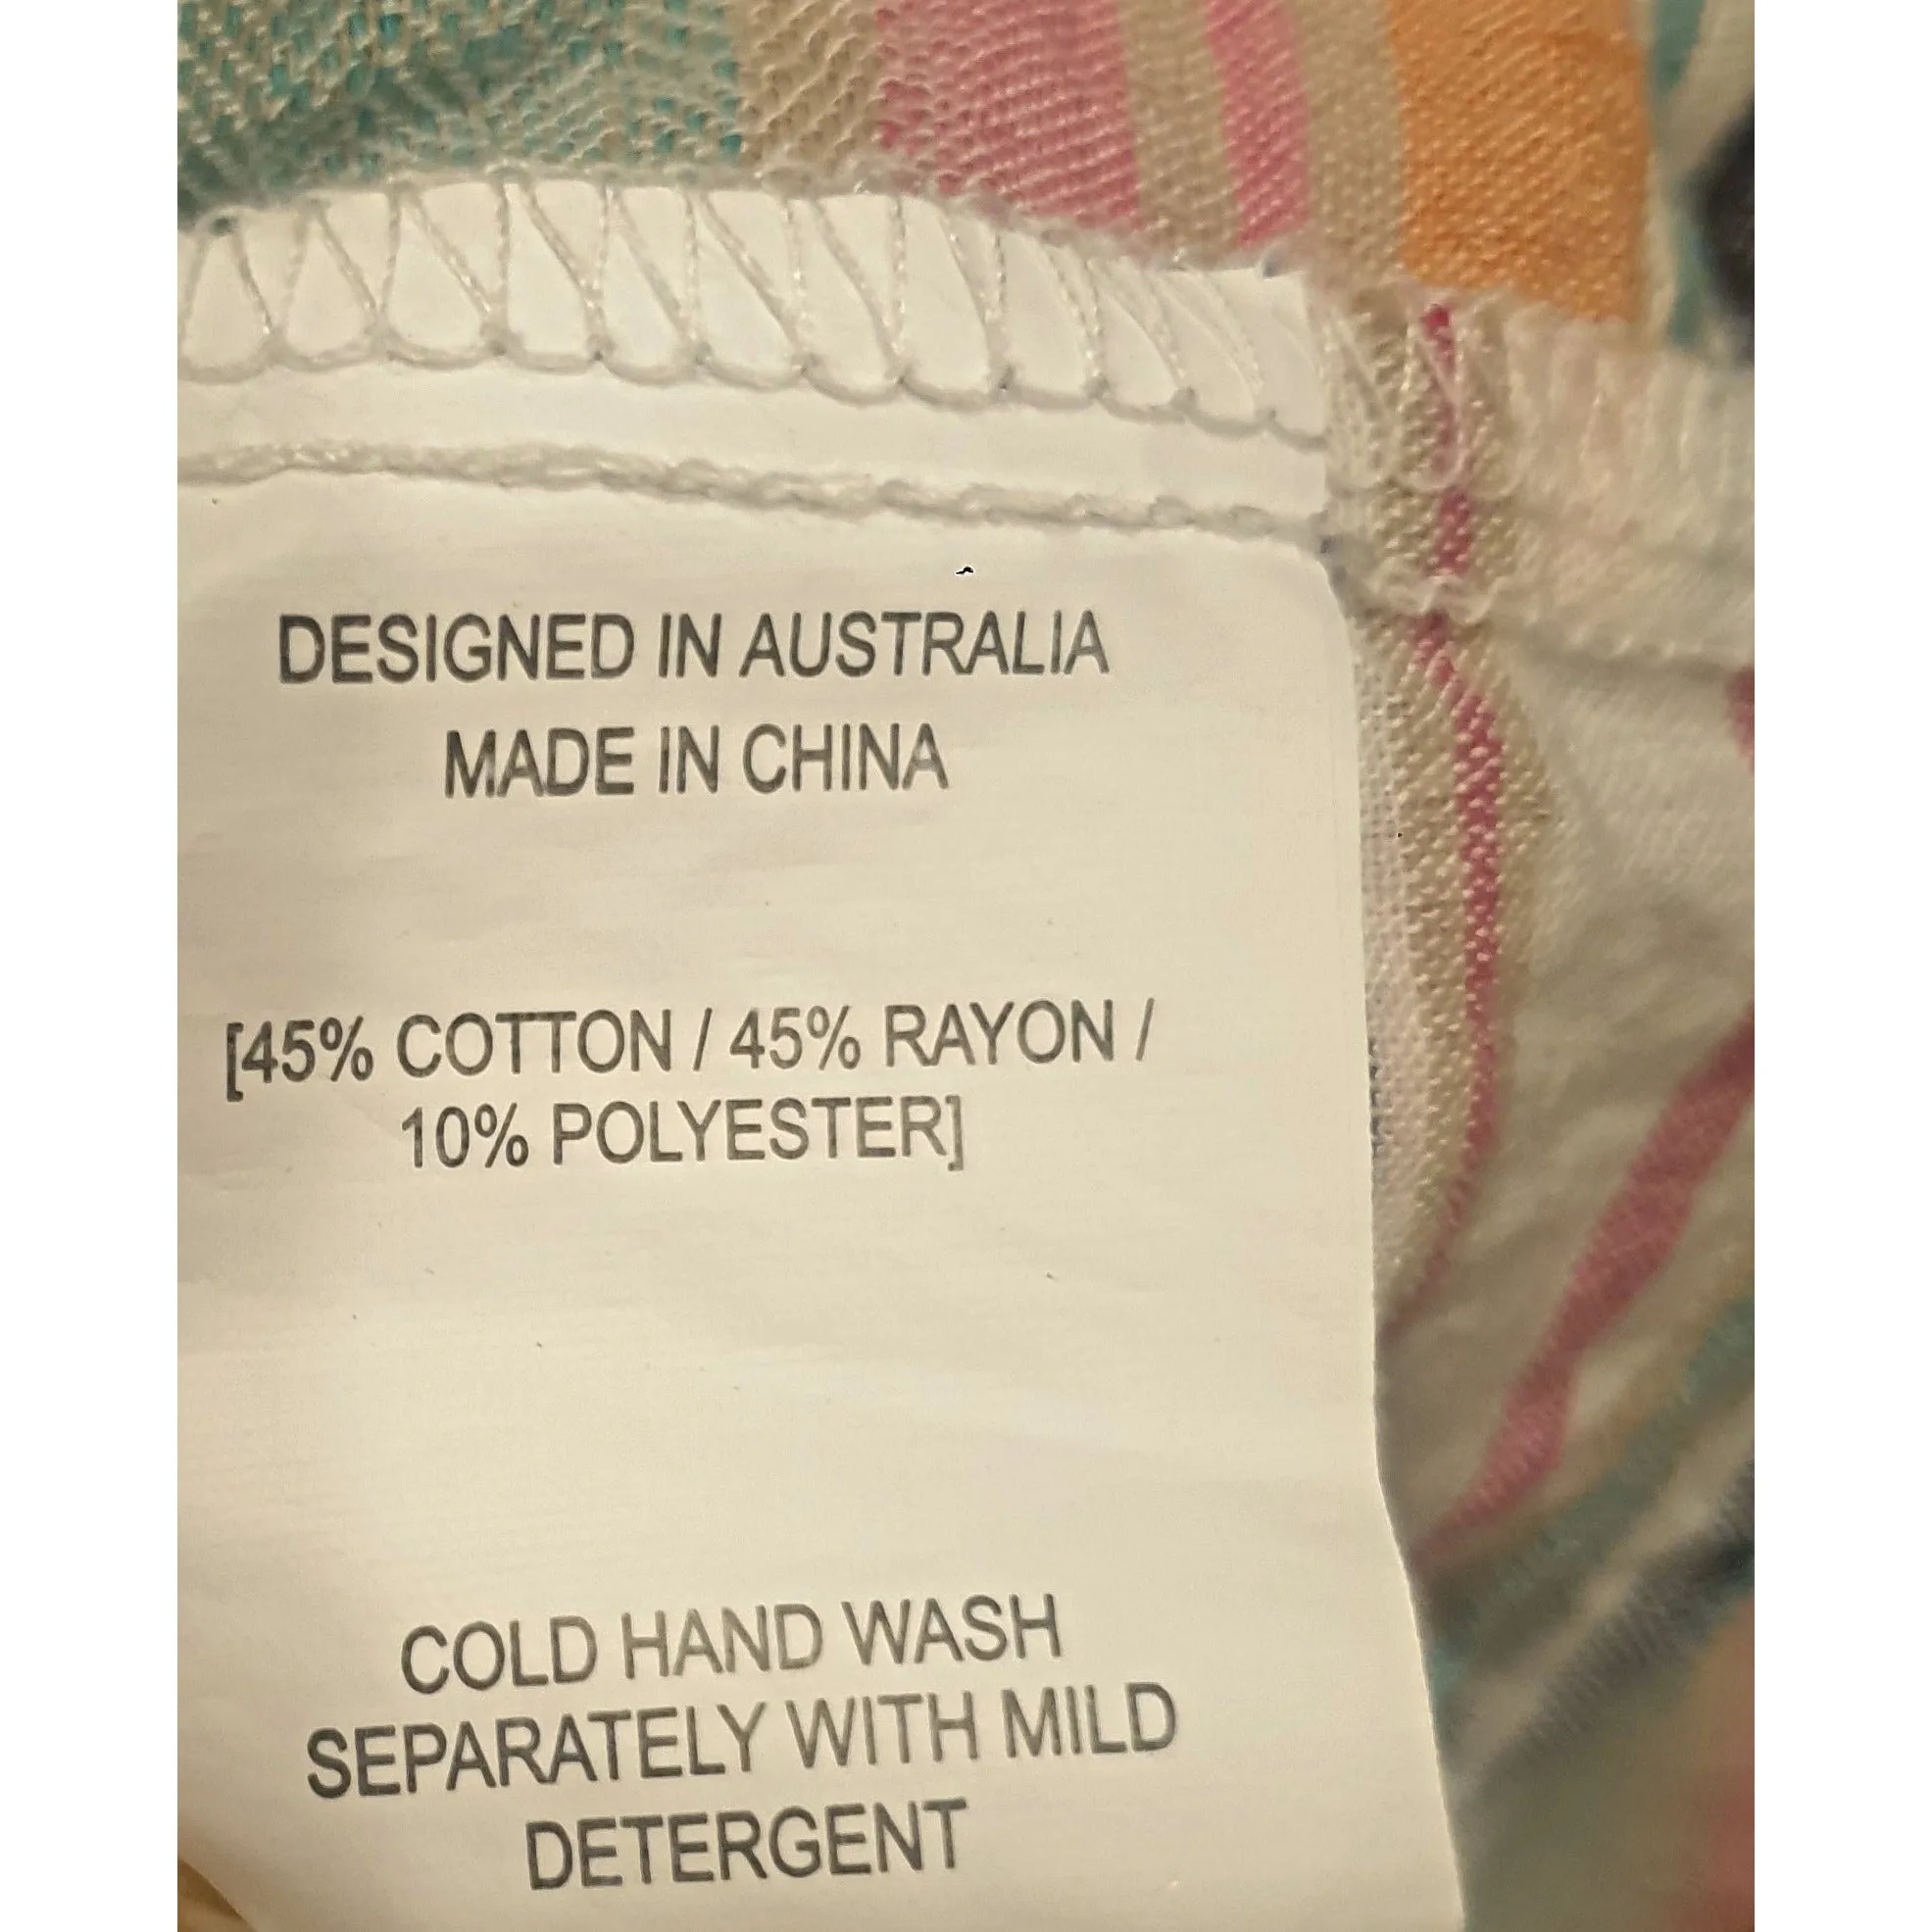 DESIGNED IN AUSTRALIA
MADE IN CHINA
[45% COTTON / 45% RAYON /
10% POLYESTER]
COLD HAND WASH
SEPARATELY WITH MILD
DETERGENT